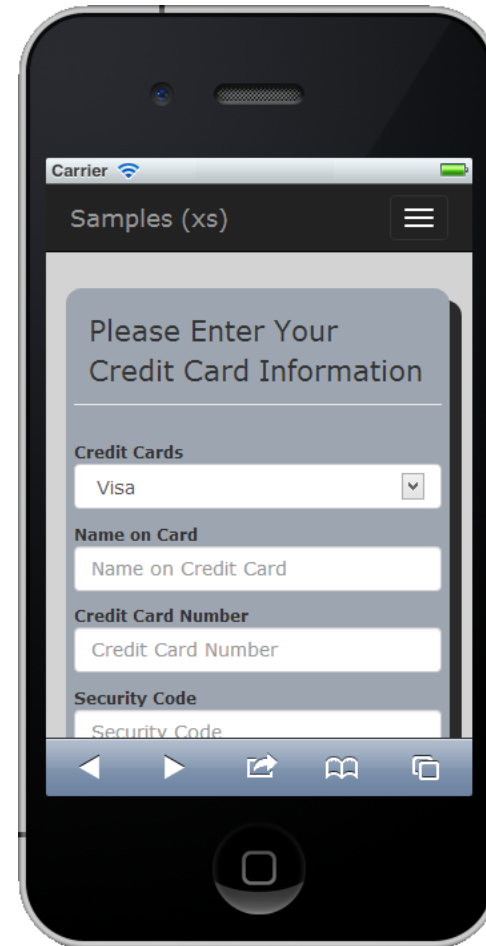 Carrier
Samples (xs)
Please Enter Your
Credit Card Information
Credit Cards
Visa
Name on Card
Name on Credit Card
Credit Card Number
Credit Card Number
Security Code
Security Code